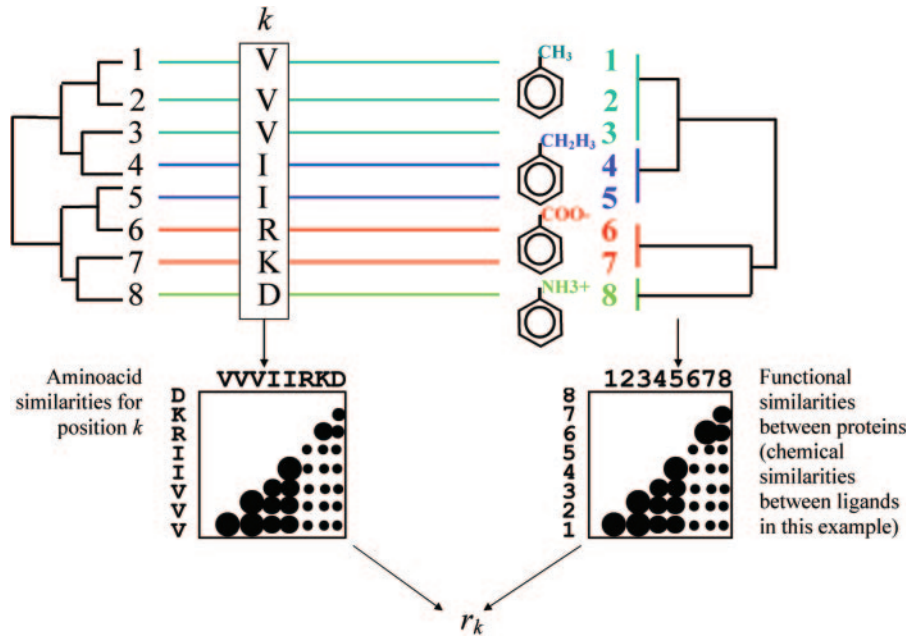 k
1 V CH3 1
2 V 2
3 V 3
4 I CH2H3 4
5 I 5
6 R COO- 6
7 K 7
8 D NH3+ 8
Aminoacid
similarities for
position k
VVVIIRKD
D
K
R
I
I
V
V
V
12345678
8
7
6
5
4
3
2
1
Functional
similarities
between proteins
(chemical
similarities
between ligands
in this example)
rk